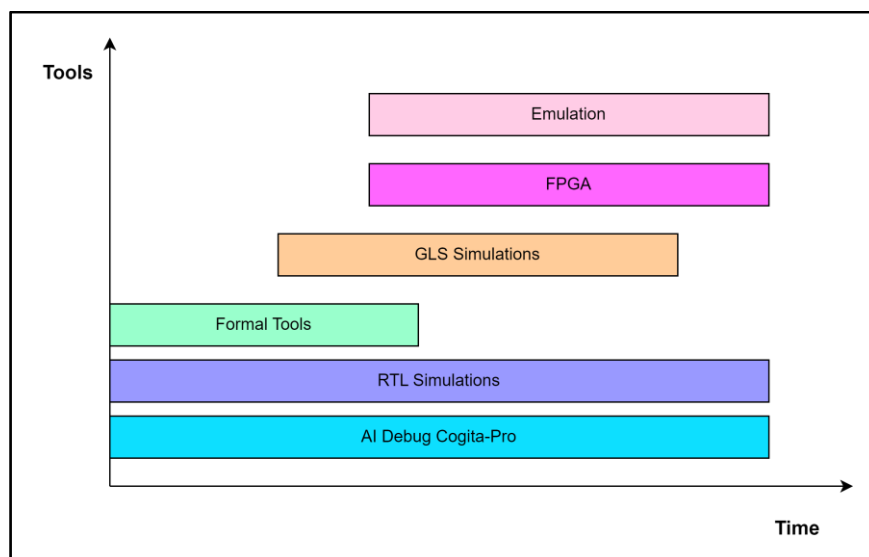 Tools
Emulation
FPGA
GLS Simulations
Formal Tools
RTL Simulations
AI Debug Cogita-Pro
Time